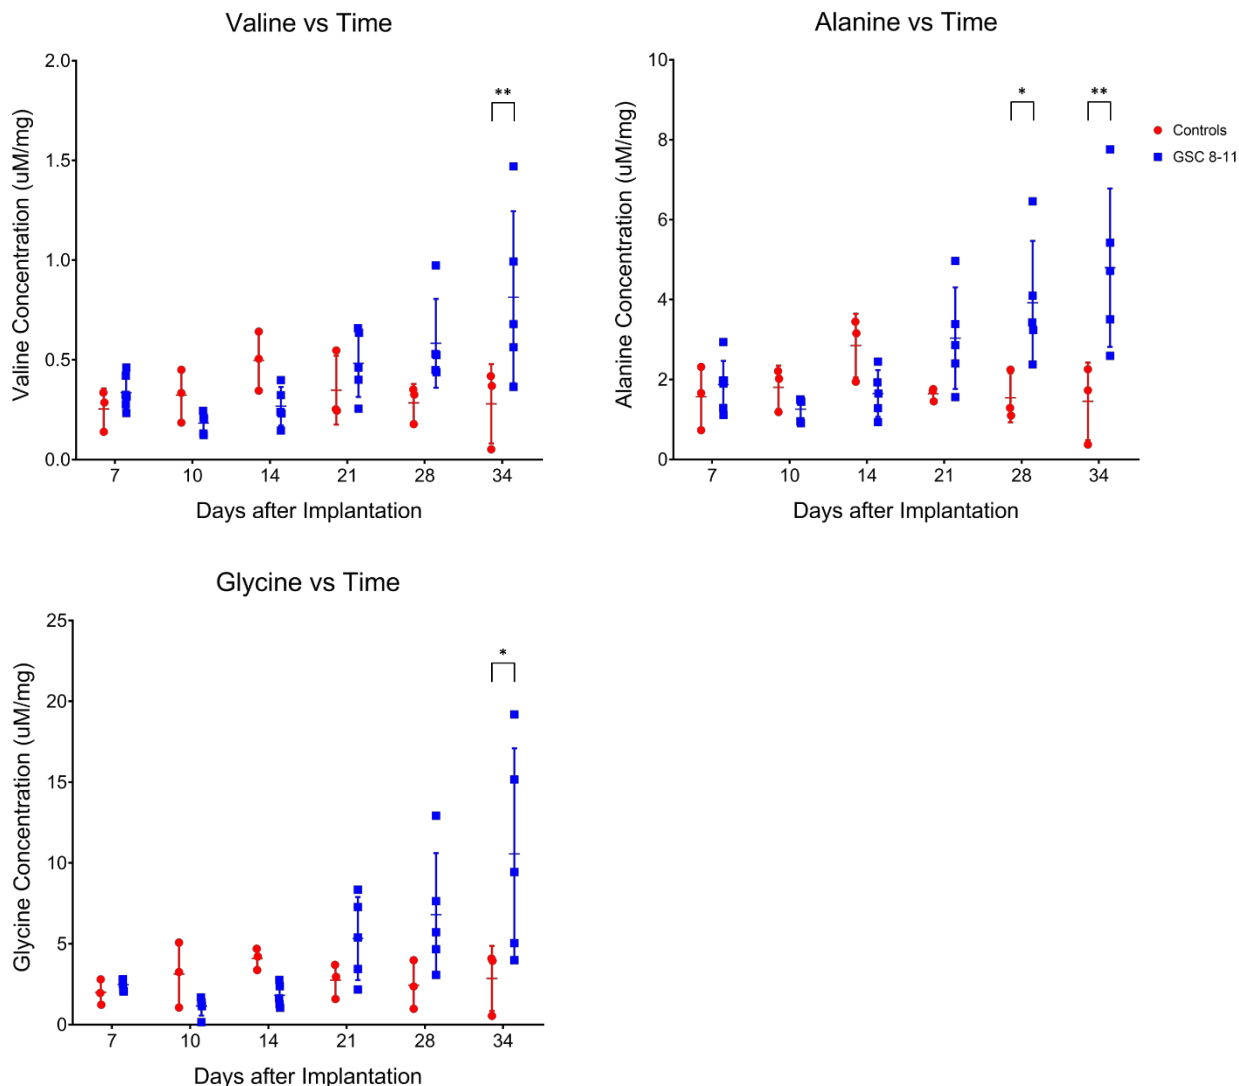 Valine vs Time
Valine Concentration (uM/mg)
2.0
1.5
1.0
0.5
0.0
**
7 10 14 21 28 34
Days after Implantation
Alanine vs Time
Alanine Concentration (uM/mg)
10
8
6
4
2
0
* **
7 10 14 21 28 34
Days after Implantation
Controls
GSC 8-11
Glycine vs Time
Glycine Concentration (uM/mg)
25
20
15
10
5
0
*
7 10 14 21 28 34
Days after Implantation